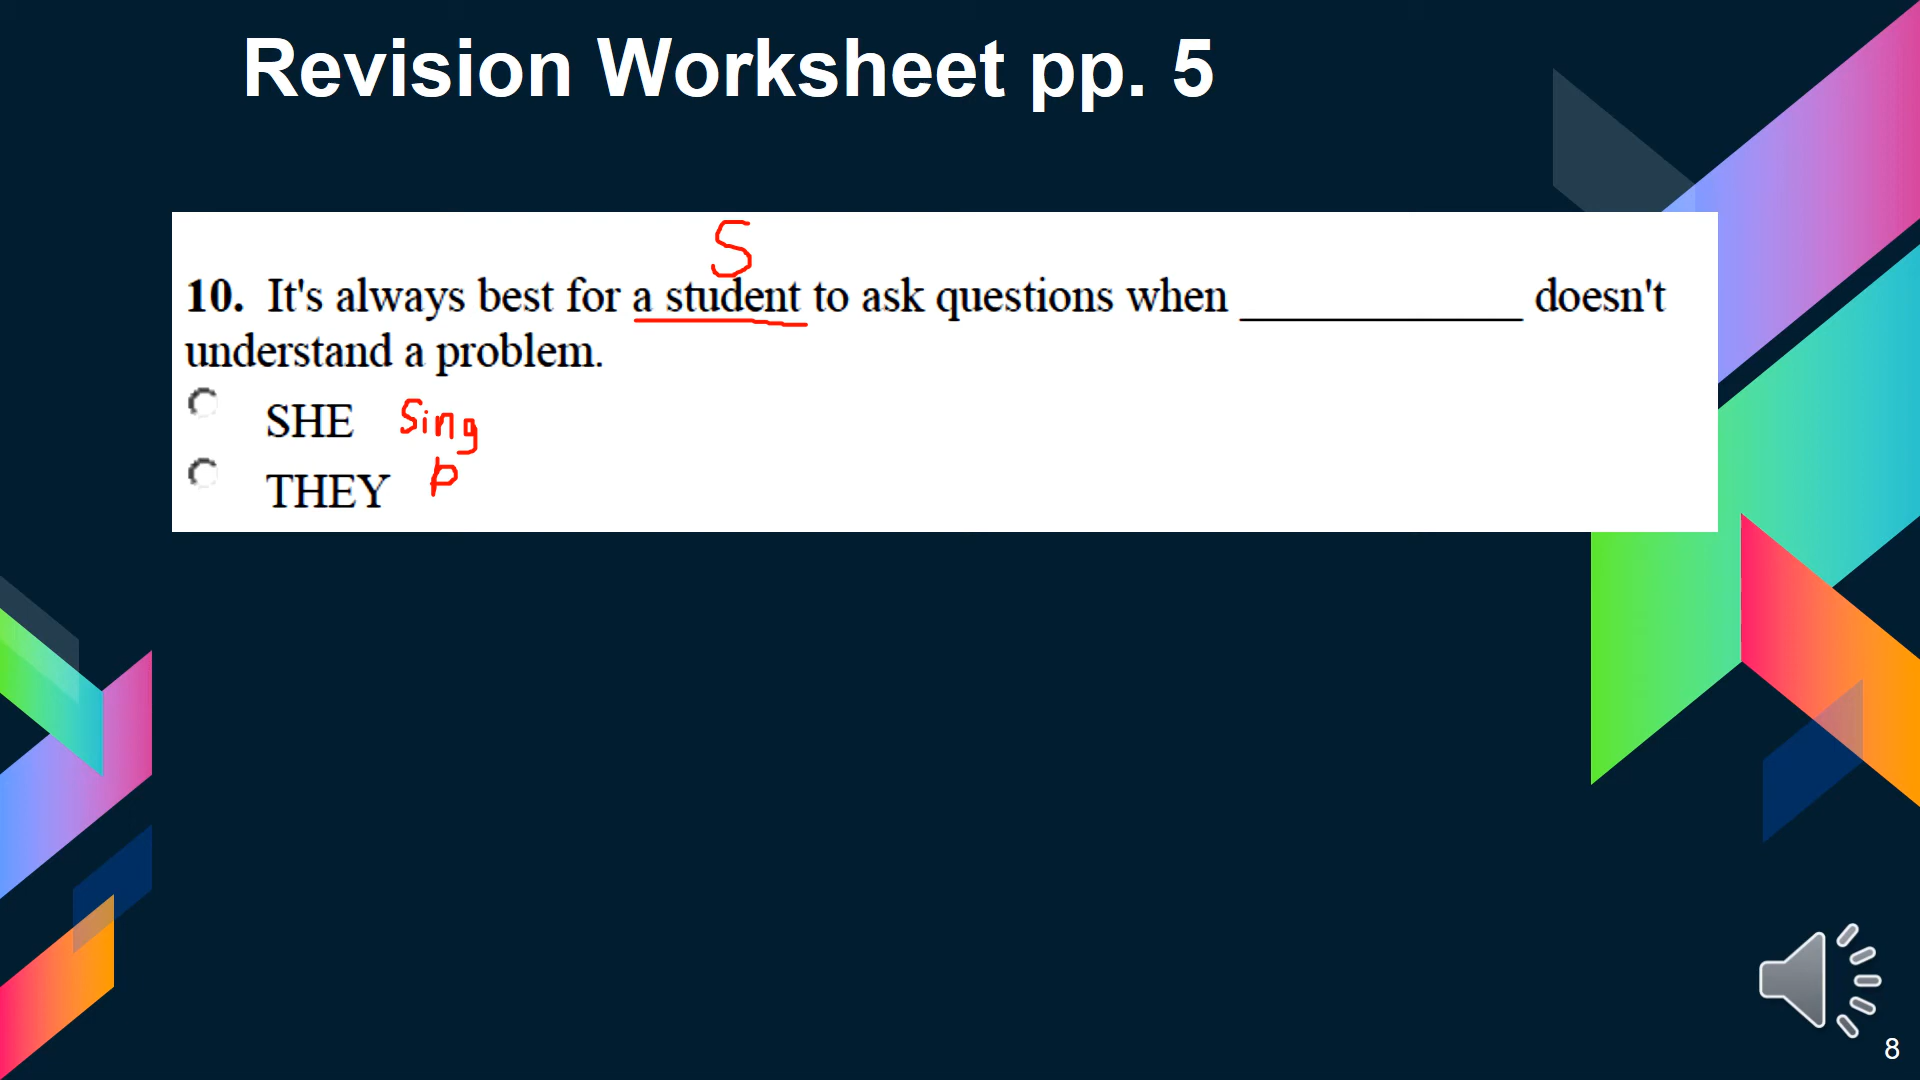 Revision Worksheet pp. 5
S
10. It's always best for a student to ask questions when ____________ doesn't
understand a problem.
SHE sing
THEY p
8